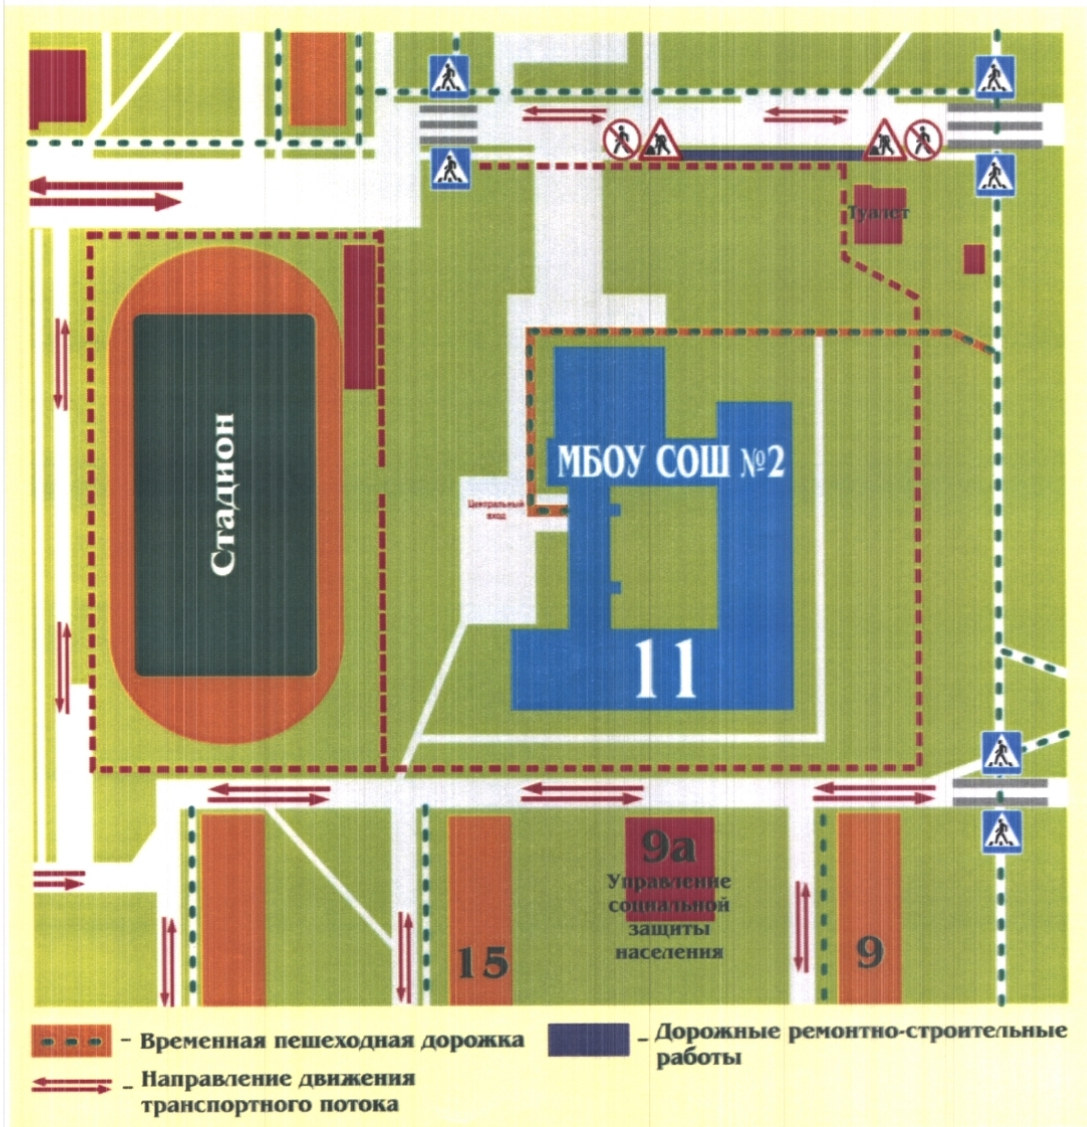 Туалет
Стадион
МБОУ СОШ №2
Центральный
вход
11
9а
Управление
социальной
защиты
населения
15
9
– Временная пешеходная дорожка
– Направление движения
транспортного потока
– Дорожные ремонтно-строительные
работы